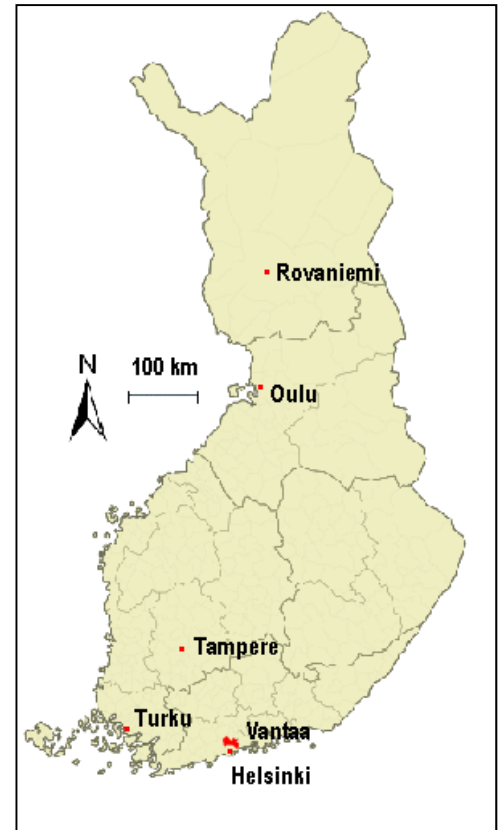 Rovaniemi
N
100 km
Oulu
Tampere
Turku
Vantaa
Helsinki